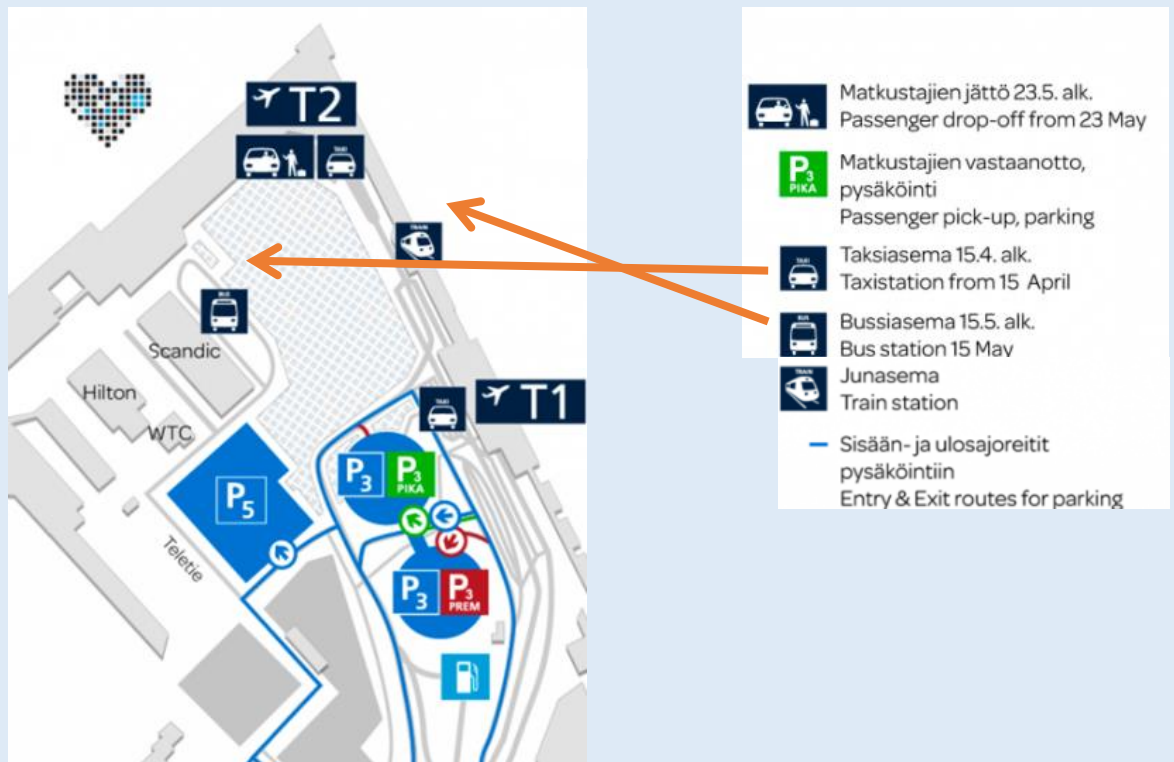 T2
TAXI
TRAIN
BUS
Scandic
Hilton
WTC
TAXI
T1
P3
P3
PIKA
P5
Teletie
P3
P3
PREM
Matkustajien jättö 23.5. alk.
Passenger drop-off from 23 May
P3
PIKA
Matkustajien vastaanotto,
pysäköinti
Passenger pick-up, parking
TAXI
Taksiasema 15.4. alk.
Taxistation from 15 April
BUS
Bussiasema 15.5. alk.
Bus station 15 May
TRAIN
Junasema
Train station
Sisään- ja ulosajoreitit
pysäköintiin
Entry & Exit routes for parking